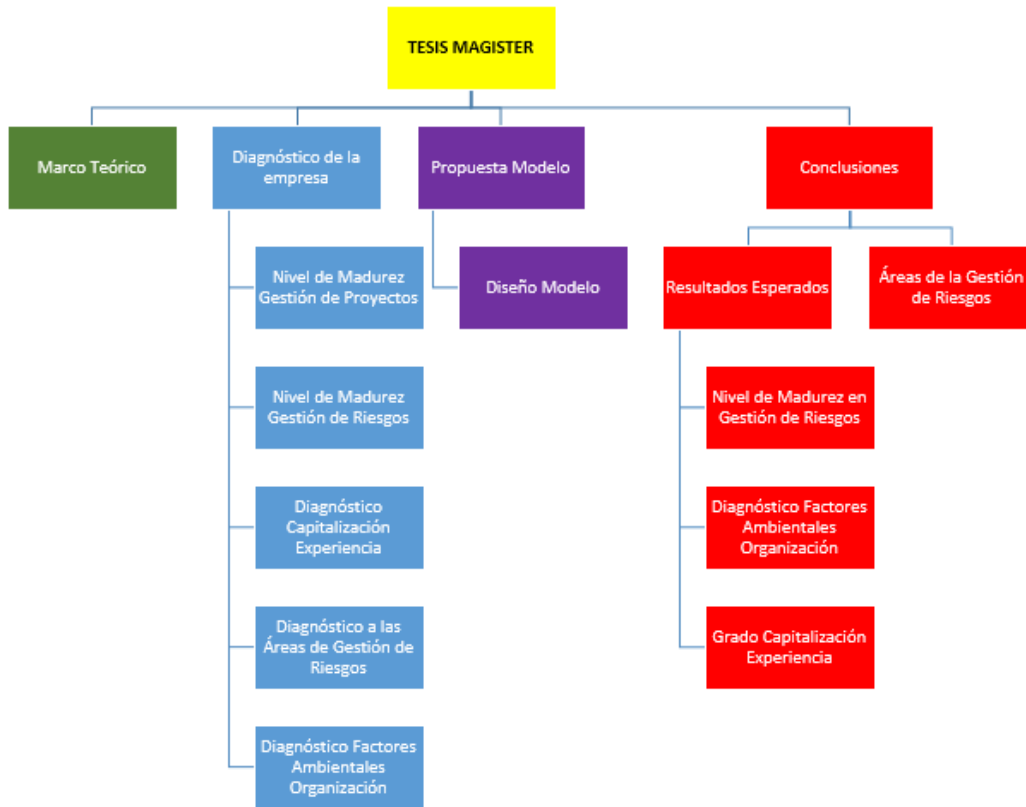 TESIS MAGISTER
Marco Teórico
Diagnóstico de la
empresa
Propuesta Modelo
Conclusiones
Nivel de Madurez
Gestión de Proyectos
Diseño Modelo
Resultados Esperados
Áreas de la Gestión
de Riesgos
Nivel de Madurez
Gestión de Riesgos
Nivel de Madurez en
Gestión de Riesgos
Diagnóstico
Capitalización
Experiencia
Diagnóstico Factores
Ambientales
Organización
Diagnóstico a las
Áreas de Gestión de
Riesgos
Grado Capitalización
Experiencia
Diagnóstico Factores
Ambientales
Organización